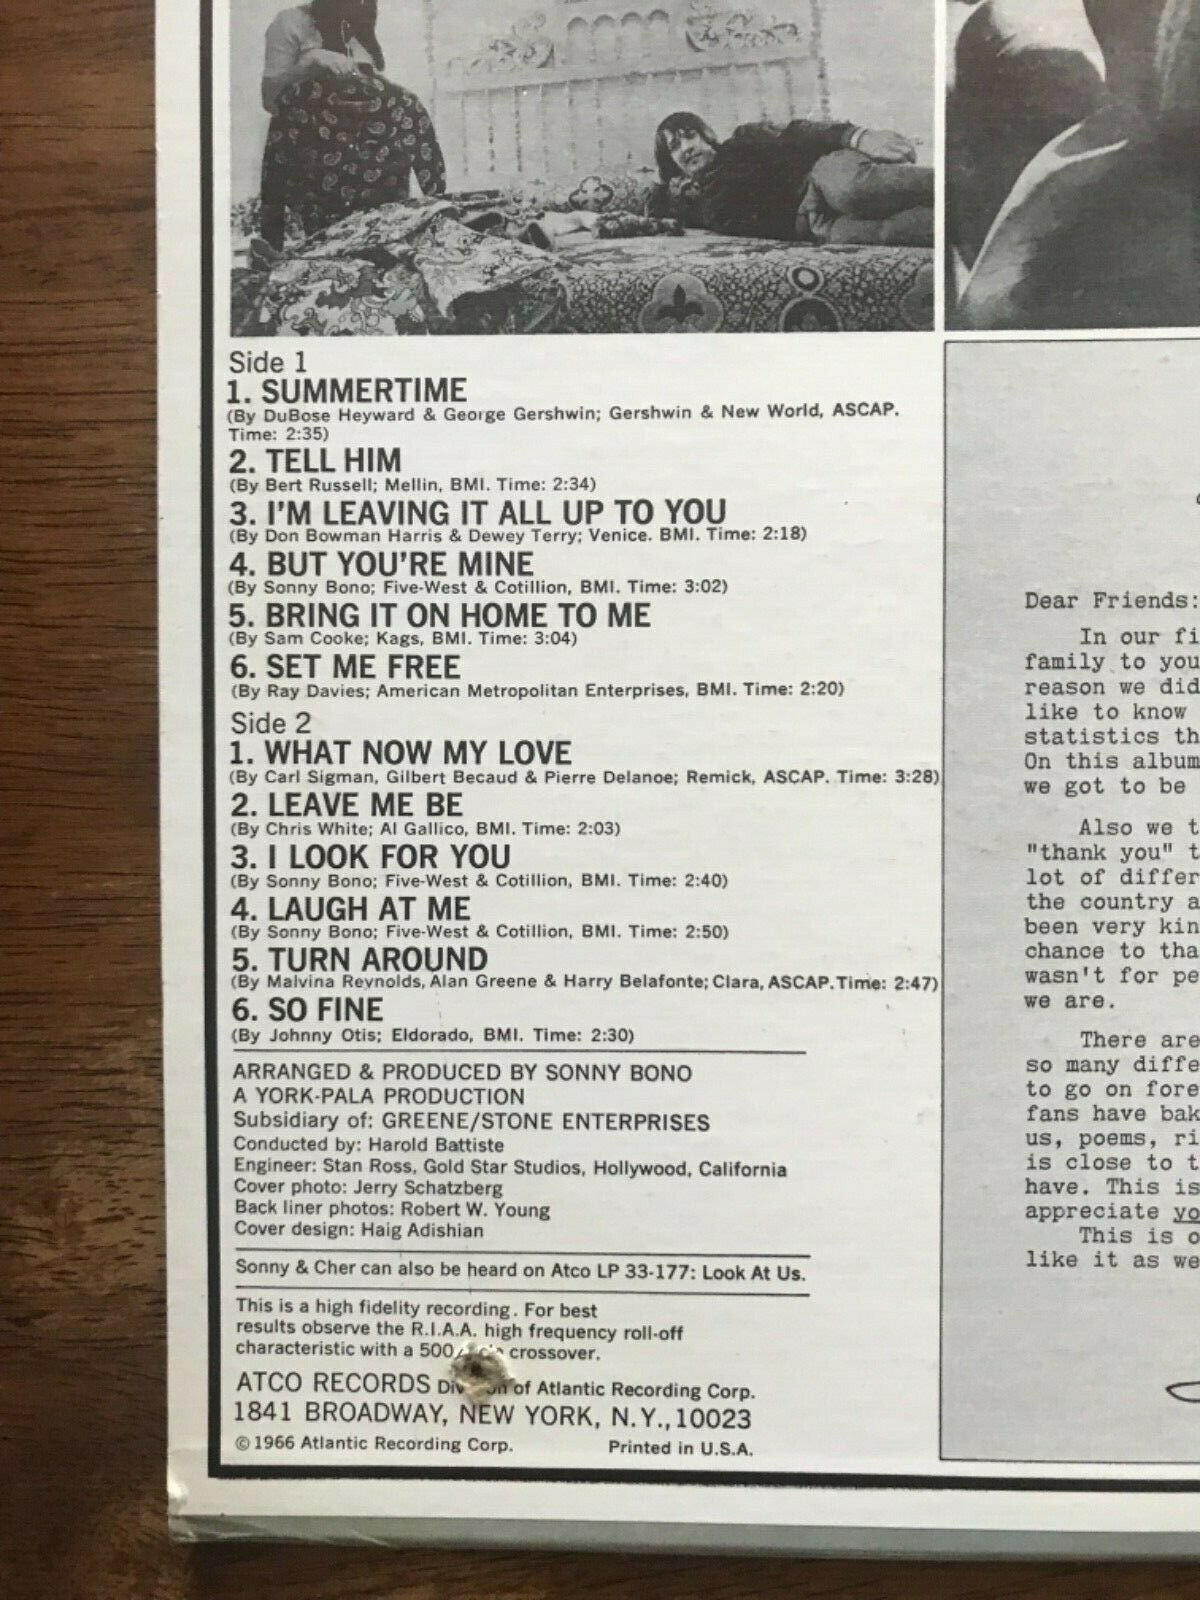 Side 1
1. SUMMERTIME
(By DuBose Heyward & George Gershwin; Gershwin & New World, ASCAP.
Time: 2:35)
2. TELL HIM
(By Bert Russell; Mellin, BMI. Time: 2:34)
3. I'M LEAVING IT ALL UP TO YOU
(By Don Bowman Harris & Dewey Terry; Venice. BMI. Time: 2:18)
4. BUT YOU'RE MINE
(By Sonny Bono; Five-West & Cotillion, BMI. Time: 3:02)
5. BRING IT ON HOME TO ME
(By Sam Cooke; Kags, BMI. Time: 3:04)
6. SET ME FREE
(By Ray Davies; American Metropolitan Enterprises, BMI. Time: 2:20)
Side 2
1. WHAT NOW MY LOVE
(By Carl Sigman, Gilbert Becaud & Pierre Delanoe; Remick, ASCAP. Time: 3:28)
2. LEAVE ME BE
(By Chris White; Al Gallico, BMI. Time: 2:03)
3. I LOOK FOR YOU
(By Sonny Bono; Five-West & Cotillion, BMI. Time: 2:40)
4. LAUGH AT ME
(By Sonny Bono; Five-West & Cotillion, BMI. Time: 2:50)
5. TURN AROUND
(By Malvina Reynolds, Alan Greene & Harry Belafonte; Clara, ASCAP. Time: 2:47)
6. SO FINE
(By Johnny Otis; Eldorado, BMI. Time: 2:30)
ARRANGED & PRODUCED BY SONNY BONO
A YORK-PALA PRODUCTION
Subsidiary of: GREENE/STONE ENTERPRISES
Conducted by: Harold Battiste
Engineer: Stan Ross, Gold Star Studios, Hollywood, California
Cover photo: Jerry Schatzberg
Back liner photos: Robert W. Young
Cover design: Haig Adishian
Sonny & Cher can also be heard on Atco LP 33-177: Look At Us.
This is a high fidelity recording. For best
results observe the R.I.A.A. high frequency roll-off
characteristic with a 500 crossover.
ATCO RECORDS of Atlantic Recording Corp.
1841 BROADWAY, NEW YORK, N.Y., 10023
© 1966 Atlantic Recording Corp. Printed in U.S.A.
Dear Friends:
In our fi
family to you
reason we did
like to know
statistics th
On this album
we got to be
Also we t
"thank you" t
lot of differ
the country a
been very kin
chance to tha
wasn't for pe
we are.
There are
so many diffe
to go on fore
fans have bak
us, poems, ri
is close to t
have. This is
appreciate yo
This is o
like it as we